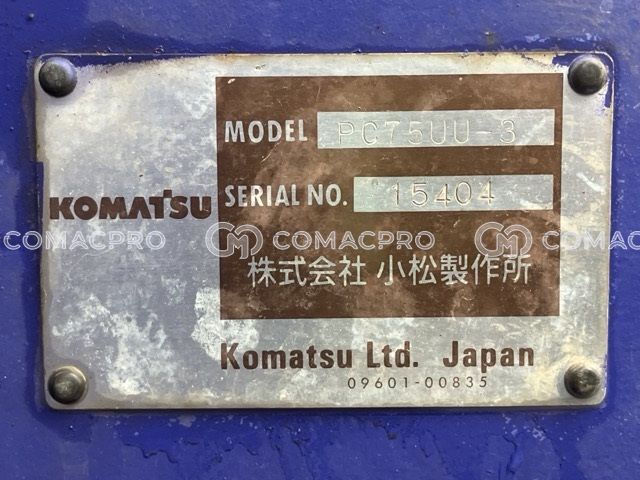 MODEL PC75UU-3
KOMATSU
SERIAL NO. 15404
COMACPRO COMACPRO COMACPRO
株式会社 小松製作所
Komatsu Ltd. Japan
09601-00835